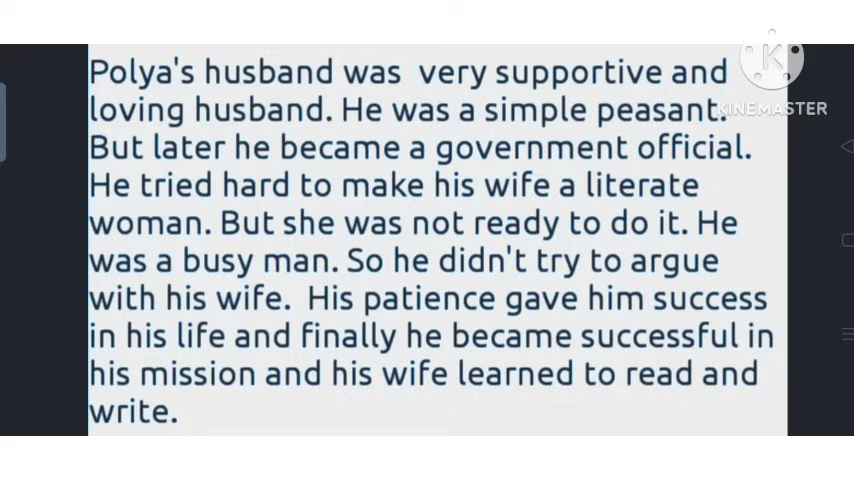 Polya's husband was very supportive and
loving husband. He was a simple peasant.
But later he became a government official.
He tried hard to make his wife a literate
woman. But she was not ready to do it. He
was a busy man. So he didn't try to argue
with his wife. His patience gave him success
in his life and finally he became successful in
his mission and his wife learned to read and
write.
K
KINEMASTER